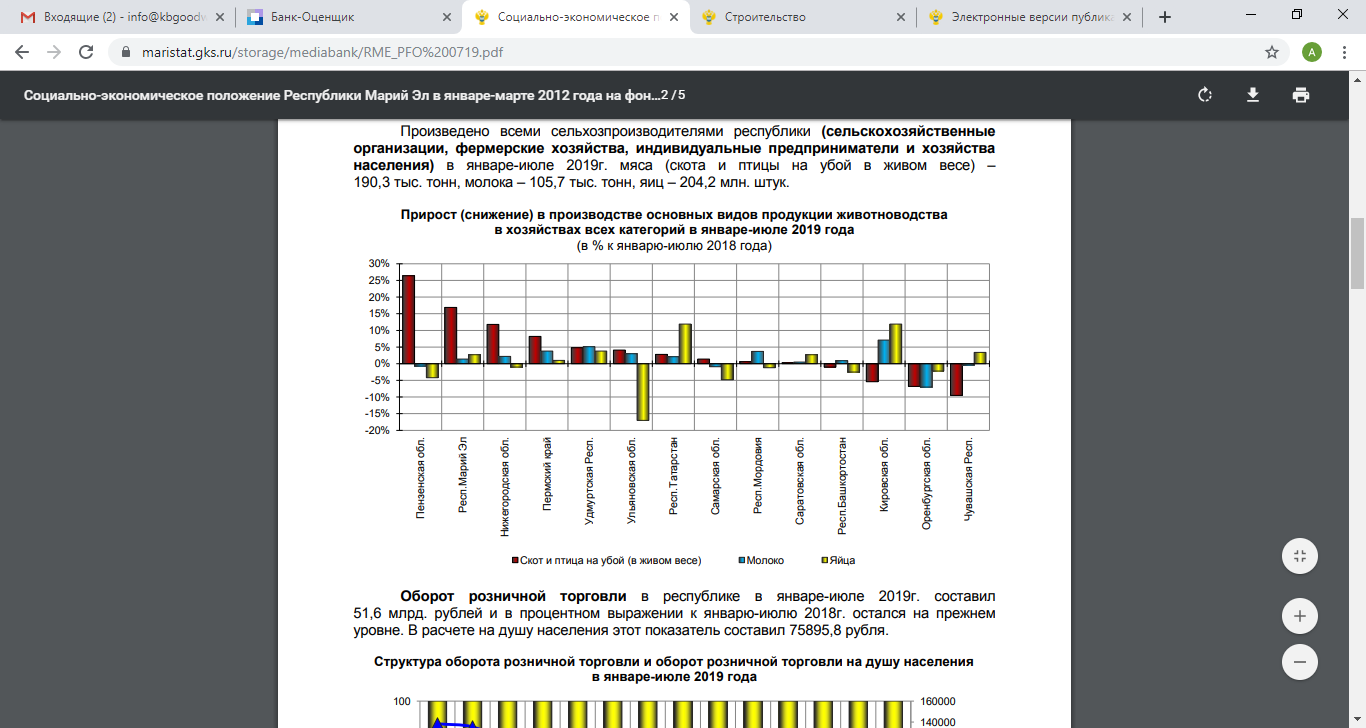 Входящие (2) - info@kbgoodw
Банк-Оценщик
Социально-экономическое п
Строительство
Электронные версии публика
maristat.gks.ru/storage/mediabank/RME_PFO%200719.pdf
A
Социально-экономическое положение Республики Марий Эл в январе-марте 2012 года на фон... 2 / 5
Произведено всеми сельхозпроизводителями республики (сельскохозяйственные
организации, фермерские хозяйства, индивидуальные предприниматели и хозяйства
населения) в январе-июле 2019г. мяса (скота и птицы на убой в живом весе) –
190,3 тыс. тонн, молока – 105,7 тыс. тонн, яиц – 204,2 млн. штук.
Прирост (снижение) в производстве основных видов продукции животноводства
в хозяйствах всех категорий в январе-июле 2019 года
(в % к январю-июлю 2018 года)
30%
25%
20%
15%
10%
5%
0%
-5%
-10%
-15%
-20%
Пензенская обл.
Респ.Марий Эл
Нижегородская обл.
Пермский край
Удмуртская Респ.
Ульяновская обл.
Респ.Татарстан
Самарская обл.
Респ.Мордовия
Саратовская обл.
Респ.Башкортостан
Кировская обл.
Оренбургская обл.
Чувашская Респ.
Скот и птица на убой (в живом весе)
Молоко
Яйца
Оборот розничной торговли в республике в январе-июле 2019г. составил
51,6 млрд. рублей и в процентном выражении к январю-июлю 2018г. остался на прежнем
уровне. В расчете на душу населения этот показатель составил 75895,8 рубля.
Структура оборота розничной торговли и оборот розничной торговли на душу населения
в январе-июле 2019 года
100
160000
140000